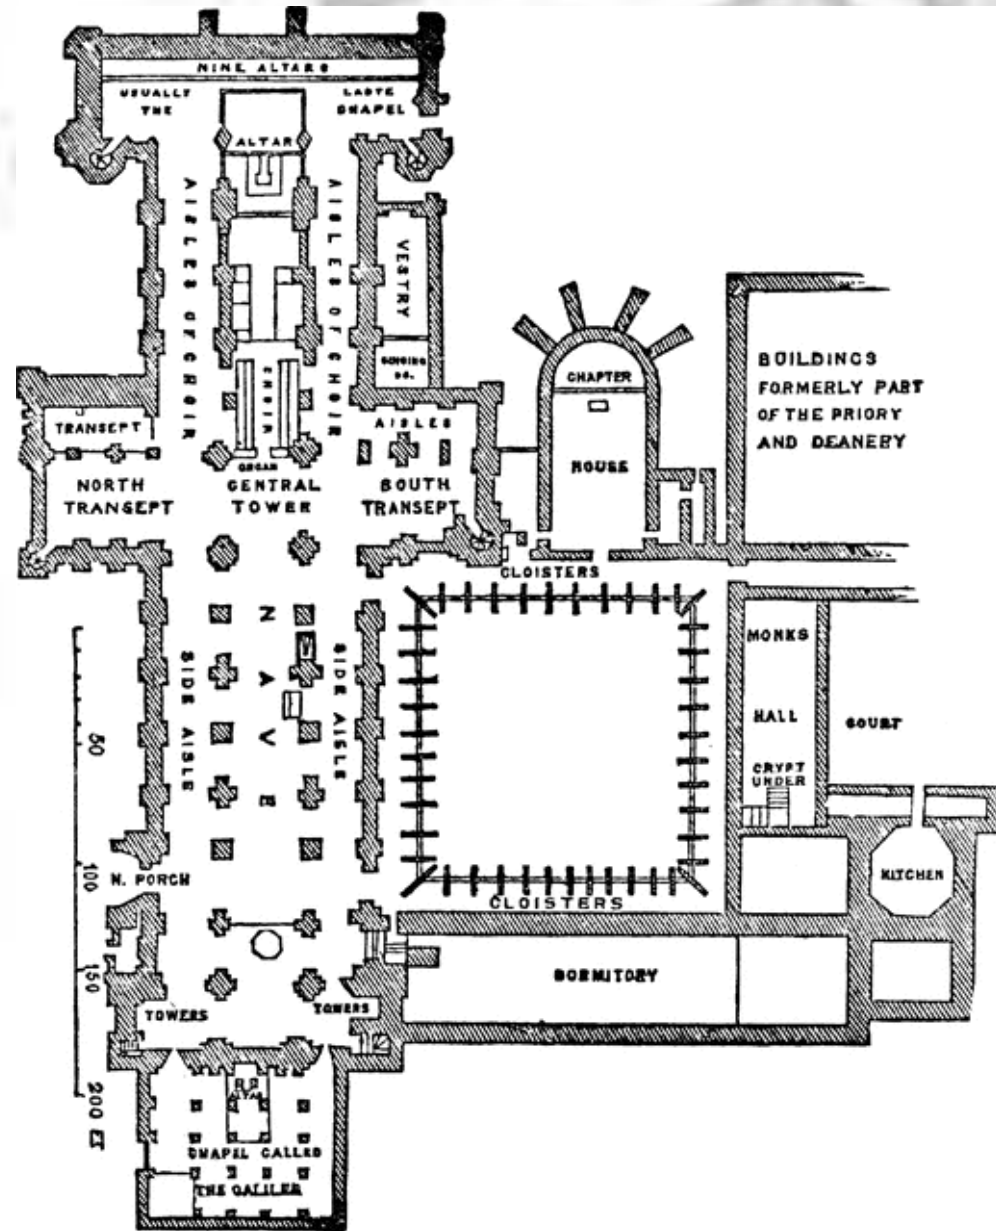 NINE ALTARS
USUALLY THE
LADYE CHAPEL
ALTAR
AISLES OF CHOIR
AISLES OF CHOIR
VESTRY
CHOIR
CHAPTER
HOUSE
BUILDINGS
FORMERLY PART
OF THE PRIORY
AND DEANERY
TRANSEPT
AISLES
ORGAN
NORTH
TRANSEPT
CENTRAL
TOWER
SOUTH
TRANSEPT
CLOISTERS
NAVE
SIDE AISLE
SIDE AISLE
MONKS
HALL
CRYPT
UNDER
COURT
50
100
150
200 FT
N. PORCH
KITCHEN
CLOISTERS
DORMITORY
TOWERS
TOWERS
ALTAR
CHAPEL CALLED
THE GALILEE